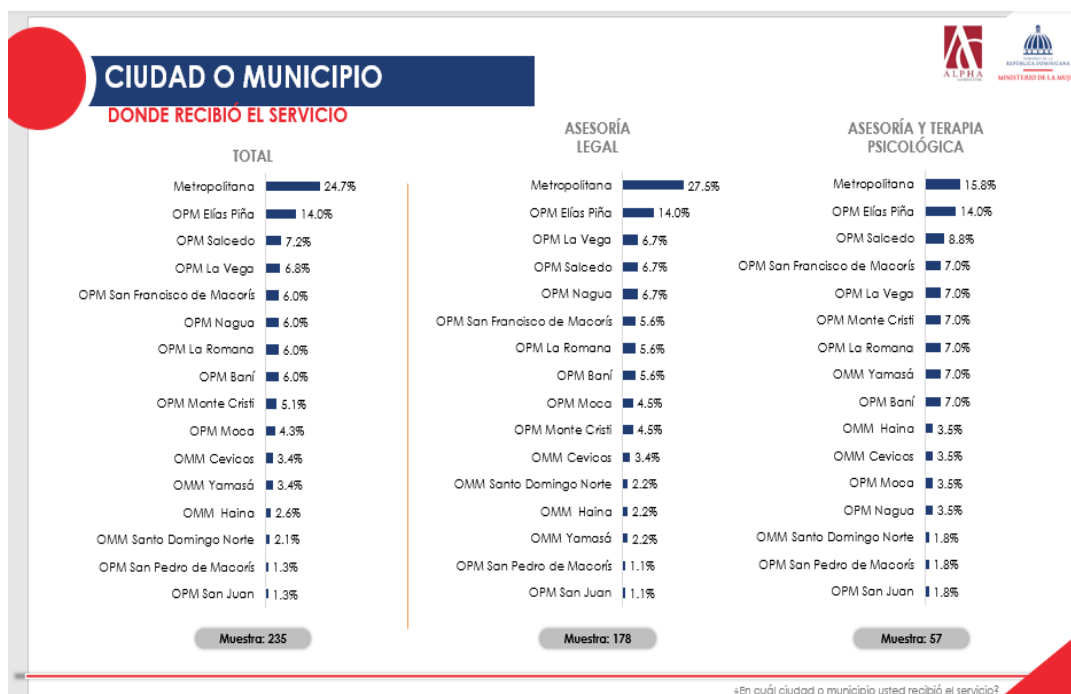 CIUDAD O MUNICIPIO
DONDE RECIBIÓ EL SERVICIO
ALPHA
GOBIERNO DE LA
REPÚBLICA DOMINICANA
MINISTERIO DE LA MUJ
TOTAL
Metropolitana 24.7%
OPM Elías Piña 14.0%
OPM Salcedo 7.2%
OPM La Vega 6.8%
OPM San Francisco de Macorís 6.0%
OPM Nagua 6.0%
OPM La Romana 6.0%
OPM Baní 6.0%
OPM Monte Cristi 5.1%
OPM Moca 4.3%
OMM Cevicos 3.4%
OMM Yamasá 3.4%
OMM Haina 2.6%
OMM Santo Domingo Norte 2.1%
OPM San Pedro de Macorís 1.3%
OPM San Juan 1.3%
Muestra: 235
ASESORÍA
LEGAL
Metropolitana 27.5%
OPM Elías Piña 14.0%
OPM La Vega 6.7%
OPM Salcedo 6.7%
OPM Nagua 6.7%
OPM San Francisco de Macorís 5.6%
OPM La Romana 5.6%
OPM Baní 5.6%
OPM Moca 4.5%
OPM Monte Cristi 4.5%
OMM Cevicos 3.4%
OMM Santo Domingo Norte 2.2%
OMM Haina 2.2%
OMM Yamasá 2.2%
OPM San Pedro de Macorís 1.1%
OPM San Juan 1.1%
Muestra: 178
ASESORÍA Y TERAPIA
PSICOLÓGICA
Metropolitana 15.8%
OPM Elías Piña 14.0%
OPM Salcedo 8.8%
OPM San Francisco de Macorís 7.0%
OPM La Vega 7.0%
OPM Monte Cristi 7.0%
OPM La Romana 7.0%
OMM Yamasá 7.0%
OPM Baní 7.0%
OMM Haina 3.5%
OMM Cevicos 3.5%
OPM Moca 3.5%
OPM Nagua 3.5%
OMM Santo Domingo Norte 1.8%
OPM San Pedro de Macorís 1.8%
OPM San Juan 1.8%
Muestra: 57
¿En cuál ciudad o municipio usted recibió el servicio?